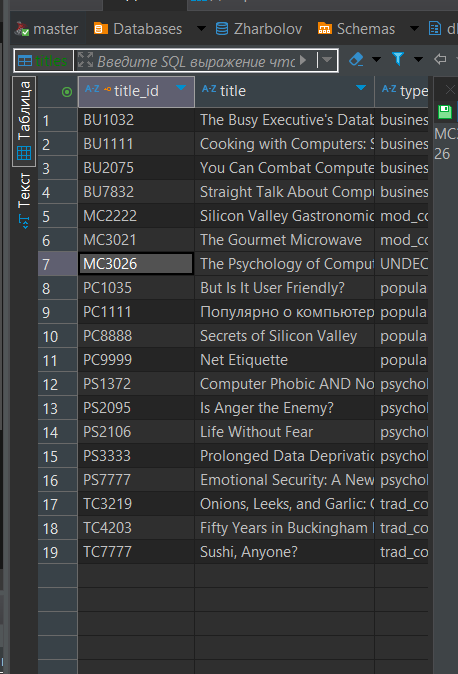 master Databases Zharbolov Schemas
titles Введите SQL выражение чтс
Таблица
Текст
title_id title type
1 BU1032 The Busy Executive's Datab busines
2 BU1111 Cooking with Computers: S busines
3 BU2075 You Can Combat Compute busines
4 BU7832 Straight Talk About Compu busines
5 MC2222 Silicon Valley Gastronomic mod_co
6 MC3021 The Gourmet Microwave mod_co
7 MC3026 The Psychology of Comput UNDEC
8 PC1035 But Is It User Friendly? popula
9 PC1111 Популярно о компьютер popula
10 PC8888 Secrets of Silicon Valley popula
11 PC9999 Net Etiquette popula
12 PS1372 Computer Phobic AND No psychol
13 PS2095 Is Anger the Enemy? psychol
14 PS2106 Life Without Fear psychol
15 PS3333 Prolonged Data Deprivatio psychol
16 PS7777 Emotional Security: A New psychol
17 TC3219 Onions, Leeks, and Garlic: C trad_co
18 TC4203 Fifty Years in Buckingham trad_co
19 TC7777 Sushi, Anyone? trad_co
26